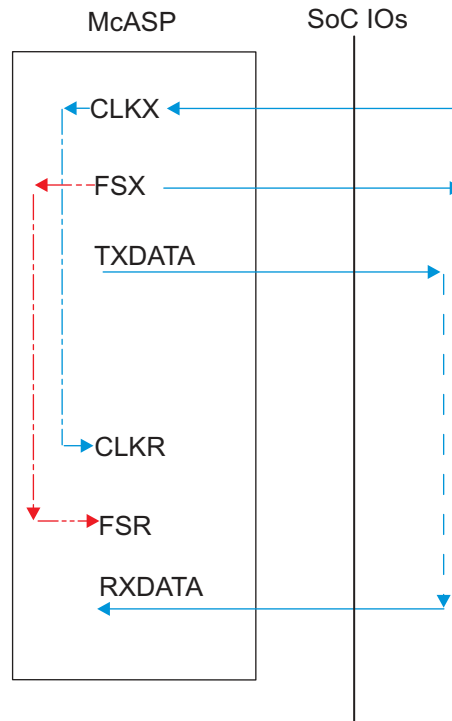 McASP
SoC IOs
CLKX
FSX
TXDATA
CLKR
FSR
RXDATA